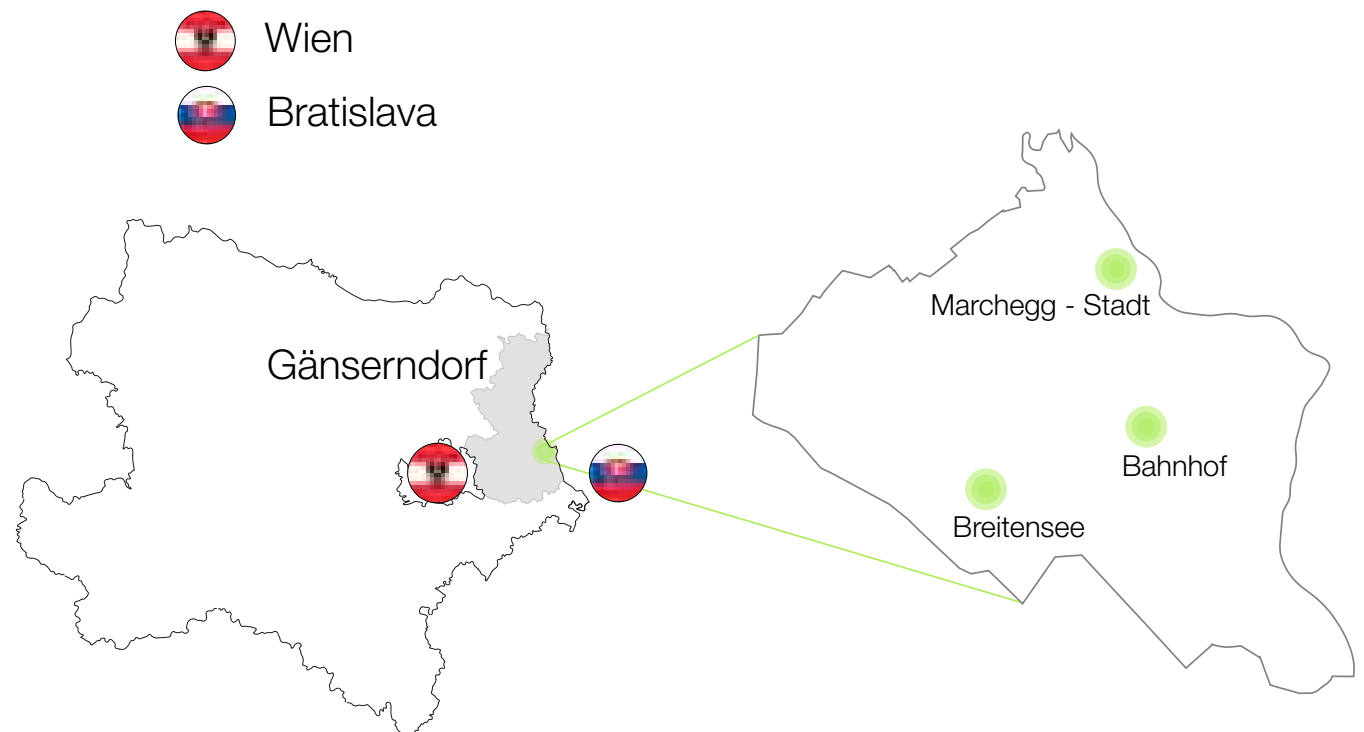 Wien
Bratislava
Gänserndorf
Marchegg - Stadt
Bahnhof
Breitensee